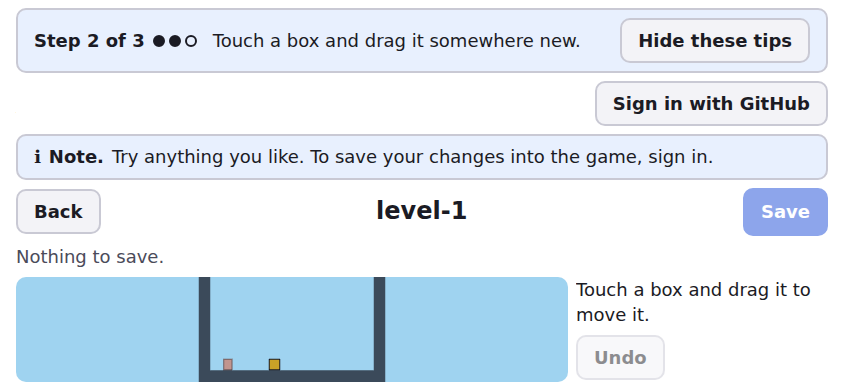 Step 2 of 3 Touch a box and drag it somewhere new. Hide these tips
Sign in with GitHub
i Note. Try anything you like. To save your changes into the game, sign in.
Back level-1 Save
Nothing to save.
Touch a box and drag it to
move it.
Undo